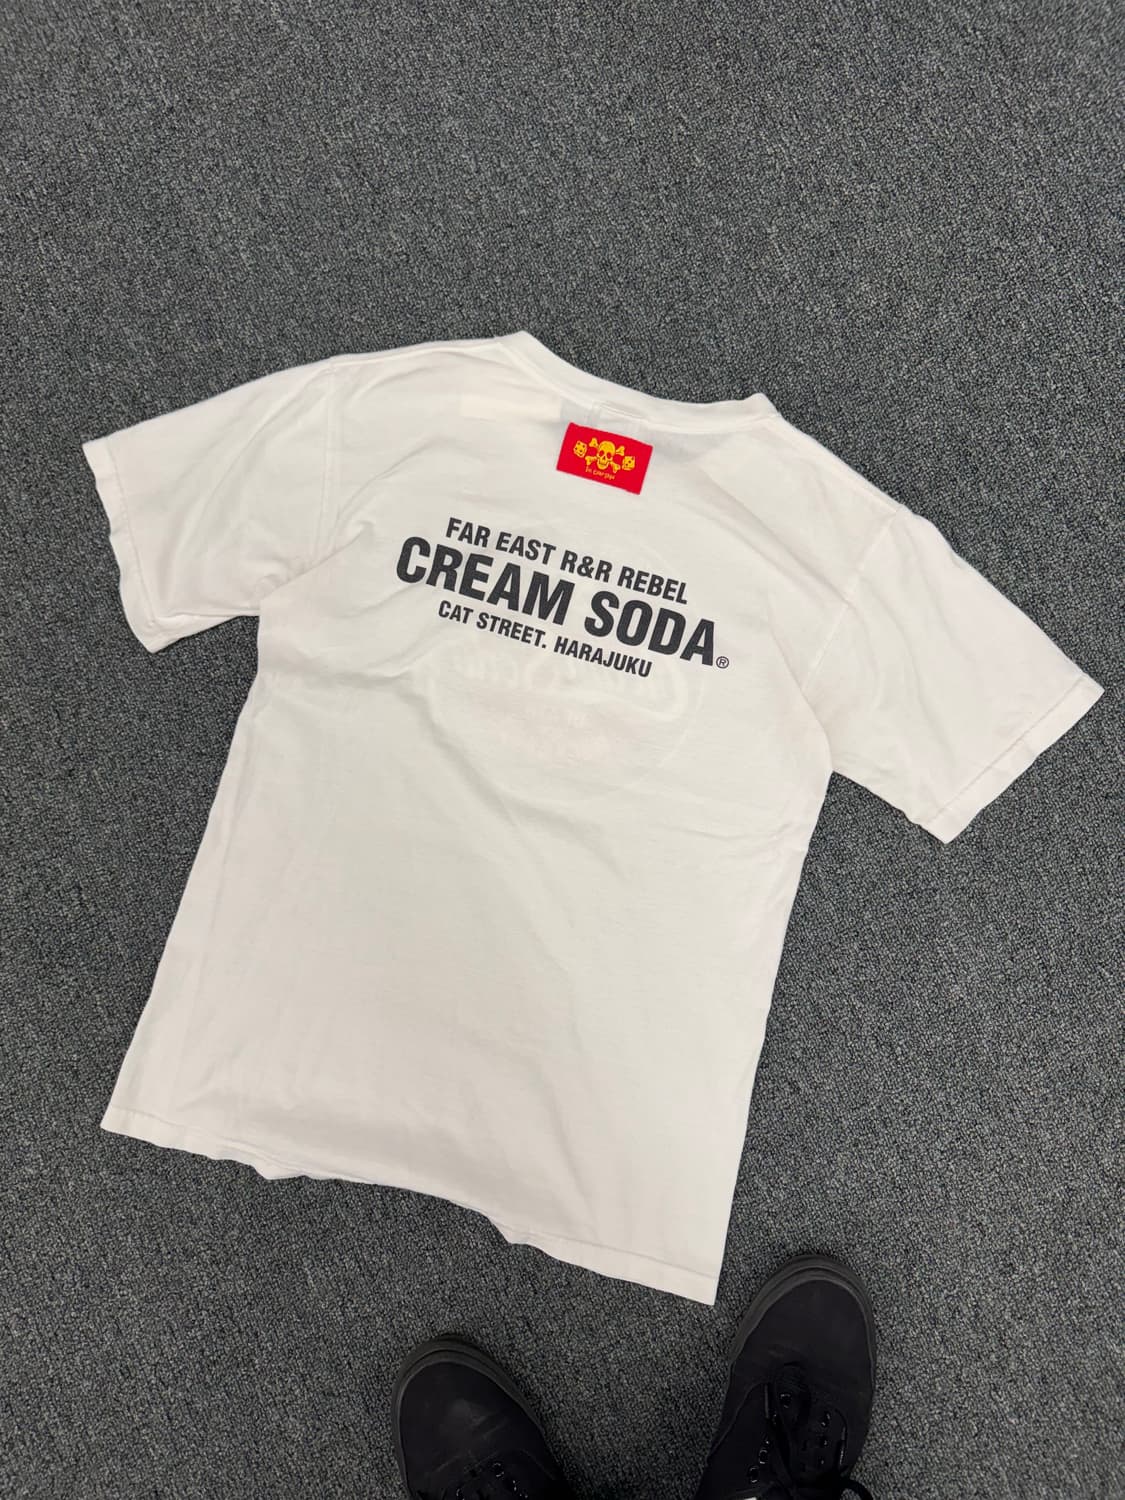 FAR EAST R&R REBEL
CREAM SODA®
CAT STREET. HARAJUKU